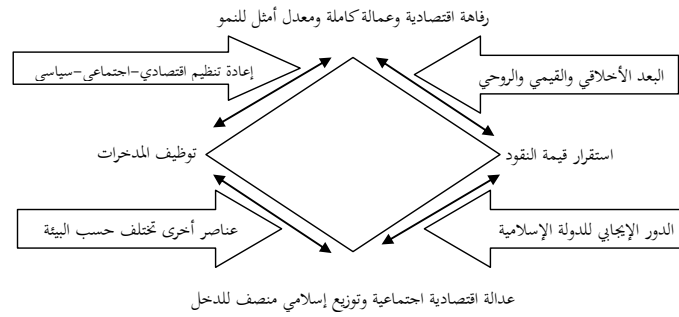 رفاهة اقتصادية وعمالة كاملة ومعدل أمثل للنمو
البعد الأخلاقي والقيمي والروحي
إعادة تنظيم اقتصادي–اجتماعي–سياسي
استقرار قيمة النقود
توظيف المدخرات
الدور الإيجابي للدولة الإسلامية
عناصر أخرى تختلف حسب البيئة
عدالة اقتصادية اجتماعية وتوزيع إسلامي منصف للدخل